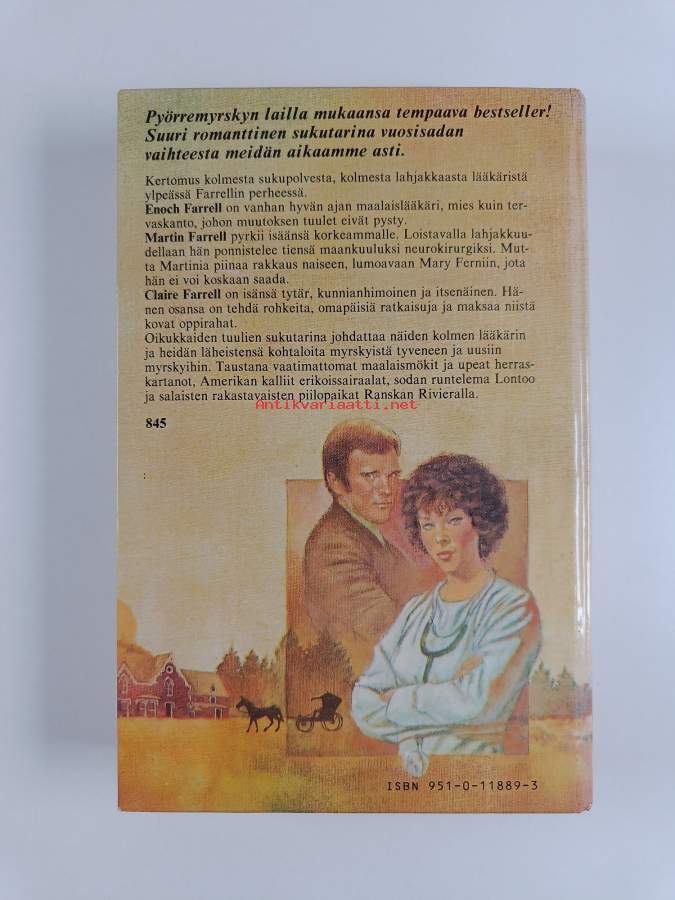 Pyörremyrskyn lailla mukaansa tempaava bestseller!
Suuri romanttinen sukutarina vuosisadan
vaihteesta meidän aikaamme asti.
Kertomus kolmesta sukupolvesta, kolmesta lahjakkaasta lääkäristä
ylpeässä Farrellin perheessä.
Enoch Farrell on vanhan hyvän ajan maalaislääkäri, mies kuin ter-
vaskanto, johon muutoksen tuulet eivät pysty.
Martin Farrell pyrkii isäänsä korkeammalle. Loistavalla lahjakkuu-
dellaan hän ponnistelee tiensä maankuuluksi neurokirurgiksi. Mut-
ta Martinia piinaa rakkaus naiseen, lumoavaan Mary Ferniin, jota
hän ei voi koskaan saada.
Claire Farrell on isänsä tytär, kunnianhimoinen ja itsenäinen. Hä-
nen osansa on tehdä rohkeita, omapäisiä ratkaisuja ja maksaa niistä
kovat oppirahat.
Oikukkaiden tuulien sukutarina johdattaa näiden kolmen lääkärin
ja heidän läheistensä kohtaloita myrskyistä tyveneen ja uusiin
myrskyihin. Taustana vaatimattomat maalaismökit ja upeat herras-
kartanot, Amerikan kalliit erikoissairaalat, sodan runtelema Lontoo
ja salaisten rakastavaisten piilopaikat Ranskan Rivieralla.
Antikvariaatti.net
845
ISBN 951-0-11889-3